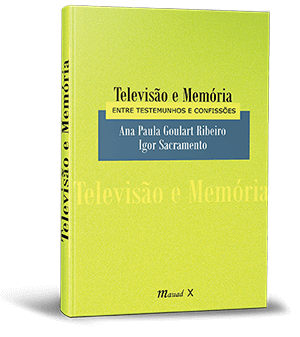 Televisão e Memória
Televisão e Memória
ENTRE TESTEMUNHOS E CONFISSÕES
Ana Paula Goulart Ribeiro
Igor Sacramento
Televisão e Memória
mauad X